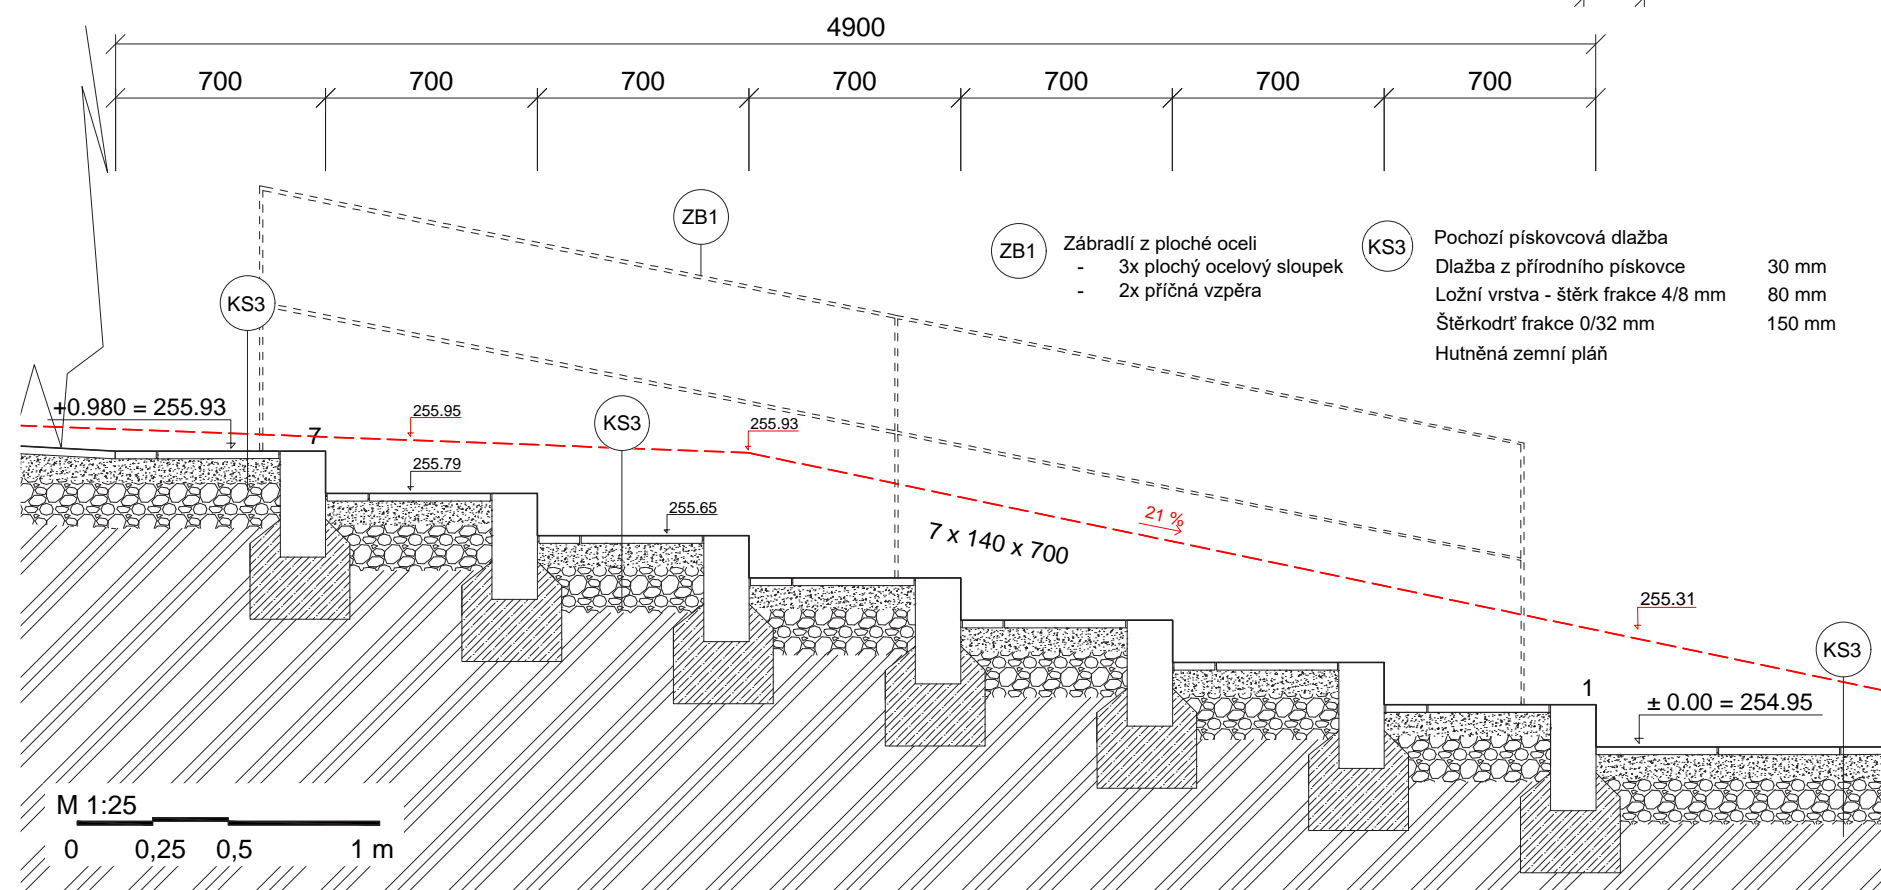 4900
700 700 700 700 700 700 700
ZB1
ZB1
Zábradlí z ploché oceli
- 3x plochý ocelový sloupek
- 2x příčná vzpěra
KS3
Pochozí pískovcová dlažba
Dlažba z přírodního pískovce 30 mm
Ložní vrstva - štěrk frakce 4/8 mm 80 mm
Štěrkodrť frakce 0/32 mm 150 mm
Hutněná zemní pláň
KS3
+0.980 = 255.93
7
255.95
KS3
255.93
255.79
255.65
21 %
7 x 140 x 700
255.31
KS3
1
± 0.00 = 254.95
M 1:25
0 0,25 0,5 1 m